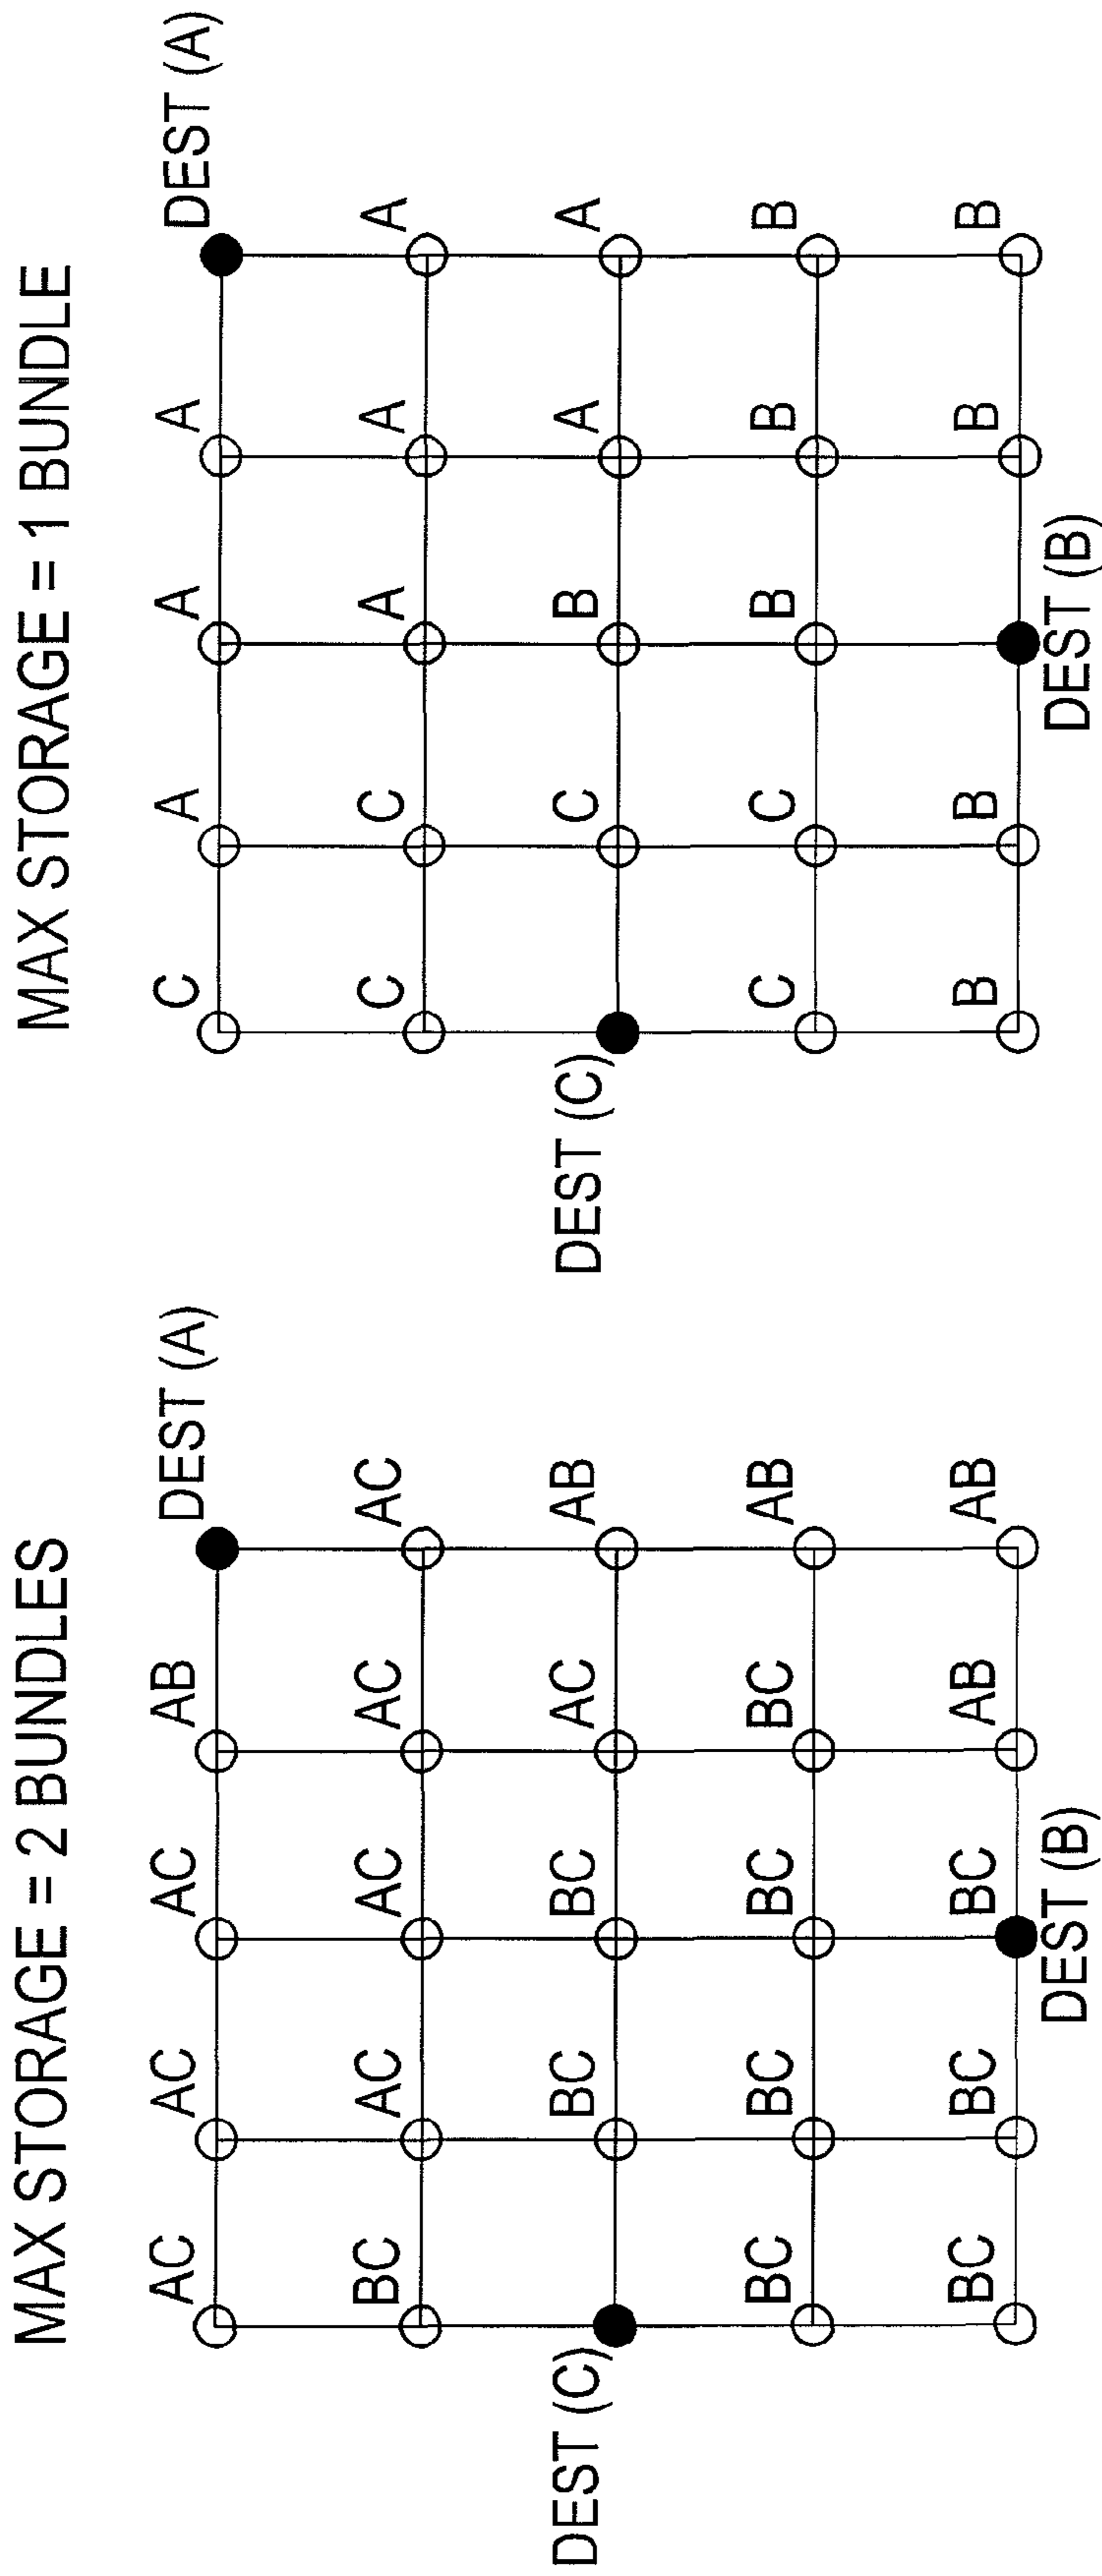 MAX STORAGE = 2 BUNDLES
AC AC AC AB DEST (A)
BC AC AC AC AC
DEST (C) BC BC AC AB
BC BC BC BC AB
BC BC BC AB AB
DEST (B)
MAX STORAGE = 1 BUNDLE
C A A A DEST (A)
C C A A A
DEST (C) C B A A
C C B B B
B B B B
DEST (B)